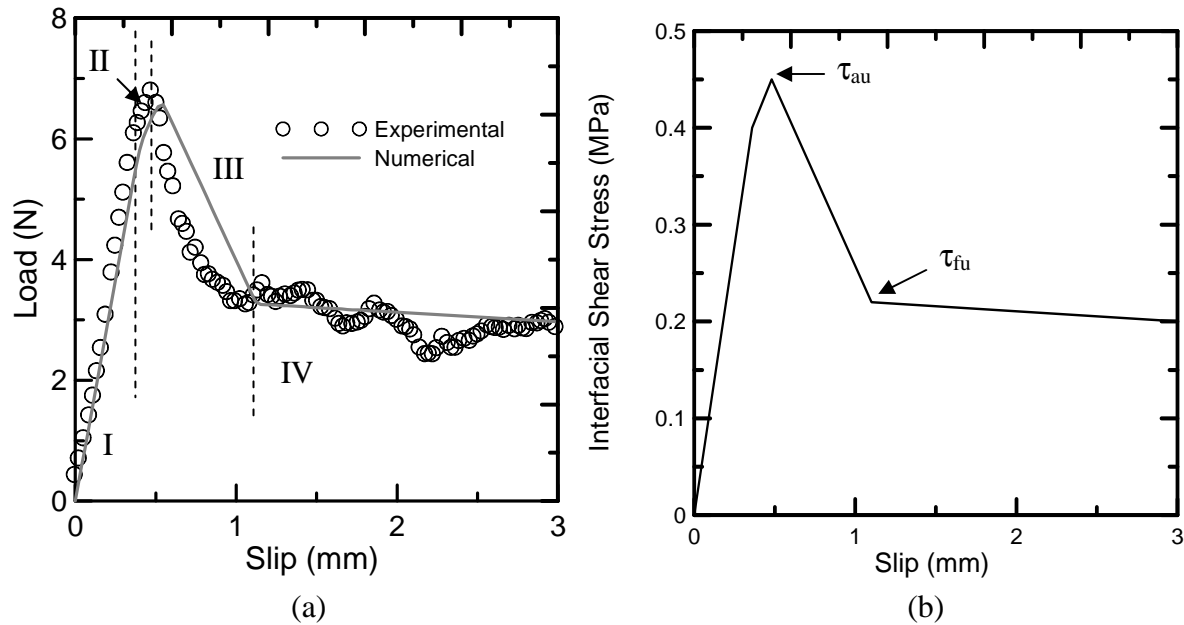 8
6
4
2
0
Load (N)
II
III
I
IV
Experimental
Numerical
0
1
2
3
Slip (mm)
(a)
0.5
0.4
0.3
0.2
0.1
0
Interfacial Shear Stress (MPa)
τau
τfu
0
1
2
3
Slip (mm)
(b)